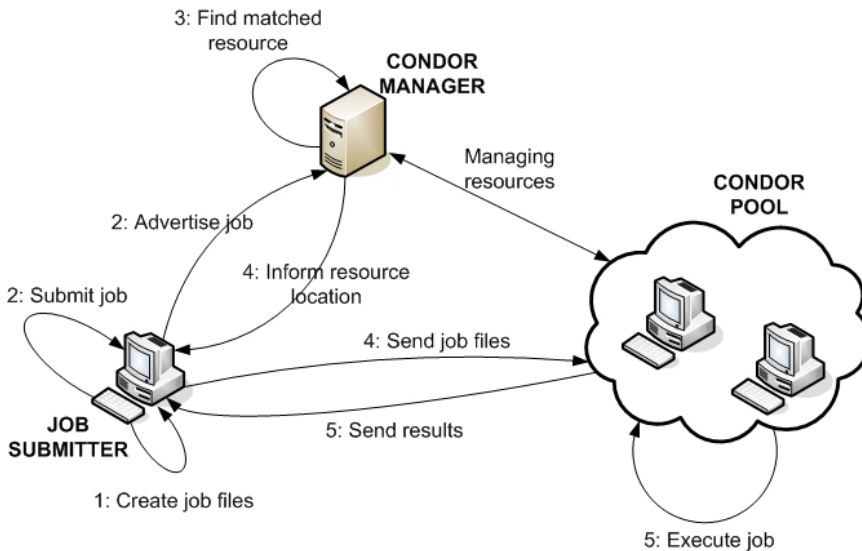 3: Find matched
resource
CONDOR
MANAGER
Managing
resources
CONDOR
POOL
2: Advertise job
4: Inform resource
location
2: Submit job
4: Send job files
JOB
SUBMITTER
5: Send results
1: Create job files
5: Execute job